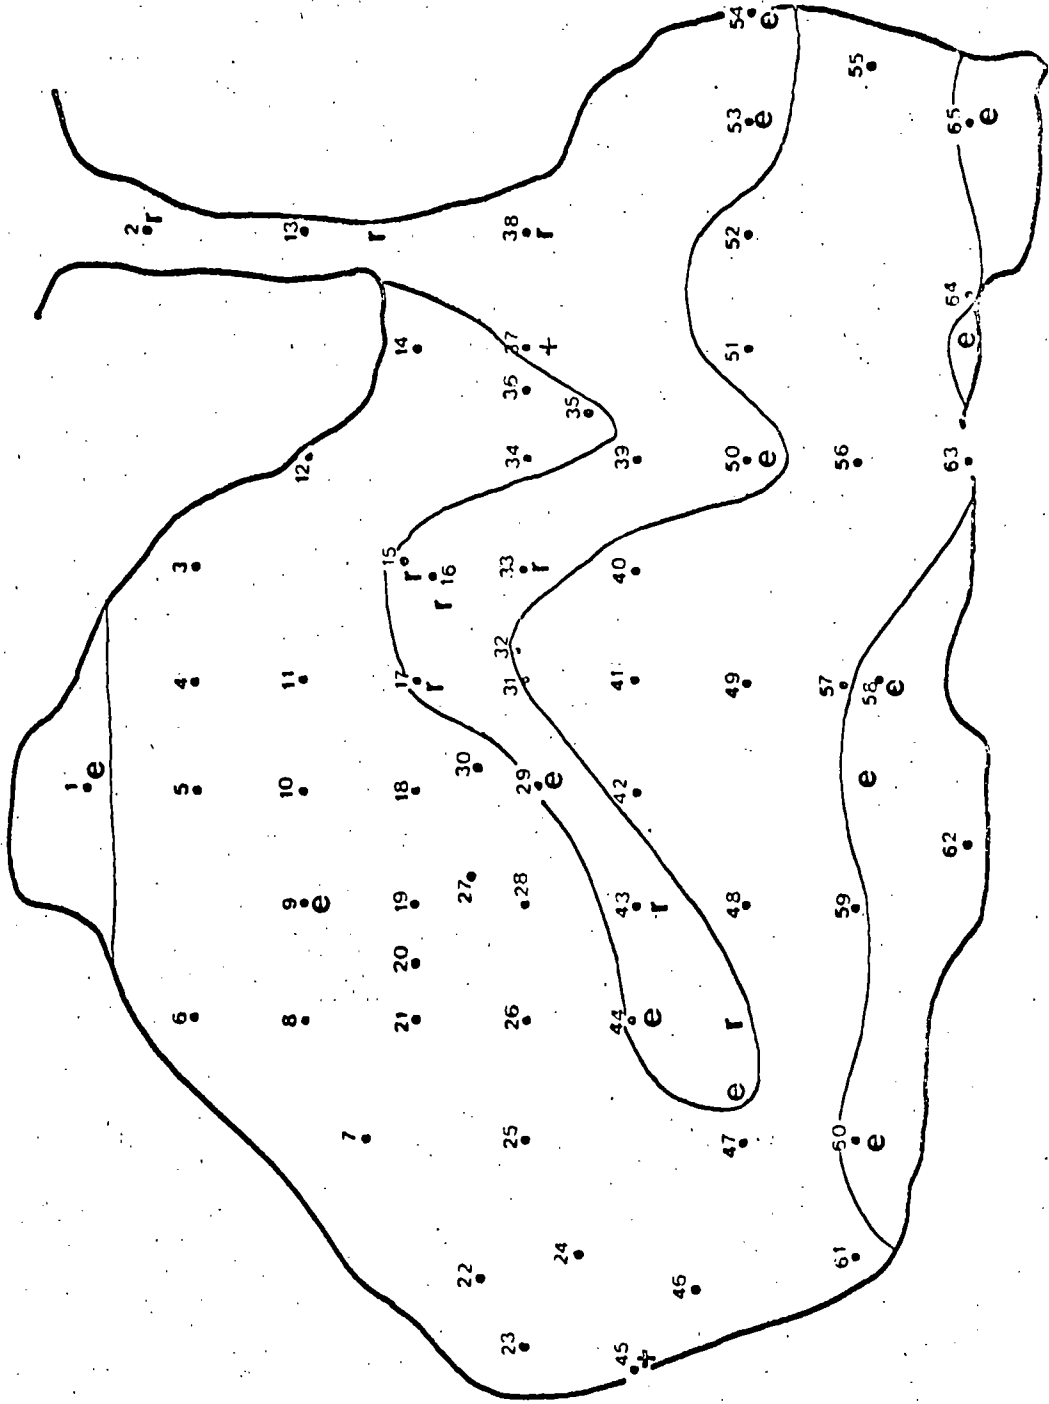 1
e
2
r
6 5 4 3
8 9 10 11 12 13
e
7
r
21 20 19 18 17 15 14
r r
r 16
22 27 30
23 25 26 28 29 31 32 33 34 36 37 38
e r + r
24 35
45 44 43 42 41 40 39
+ e r
46
47 e r 48 49 50 51 52 53 54
e e e
61 60 59 57 56 55
e e 58
e
62 63 64 65
e e